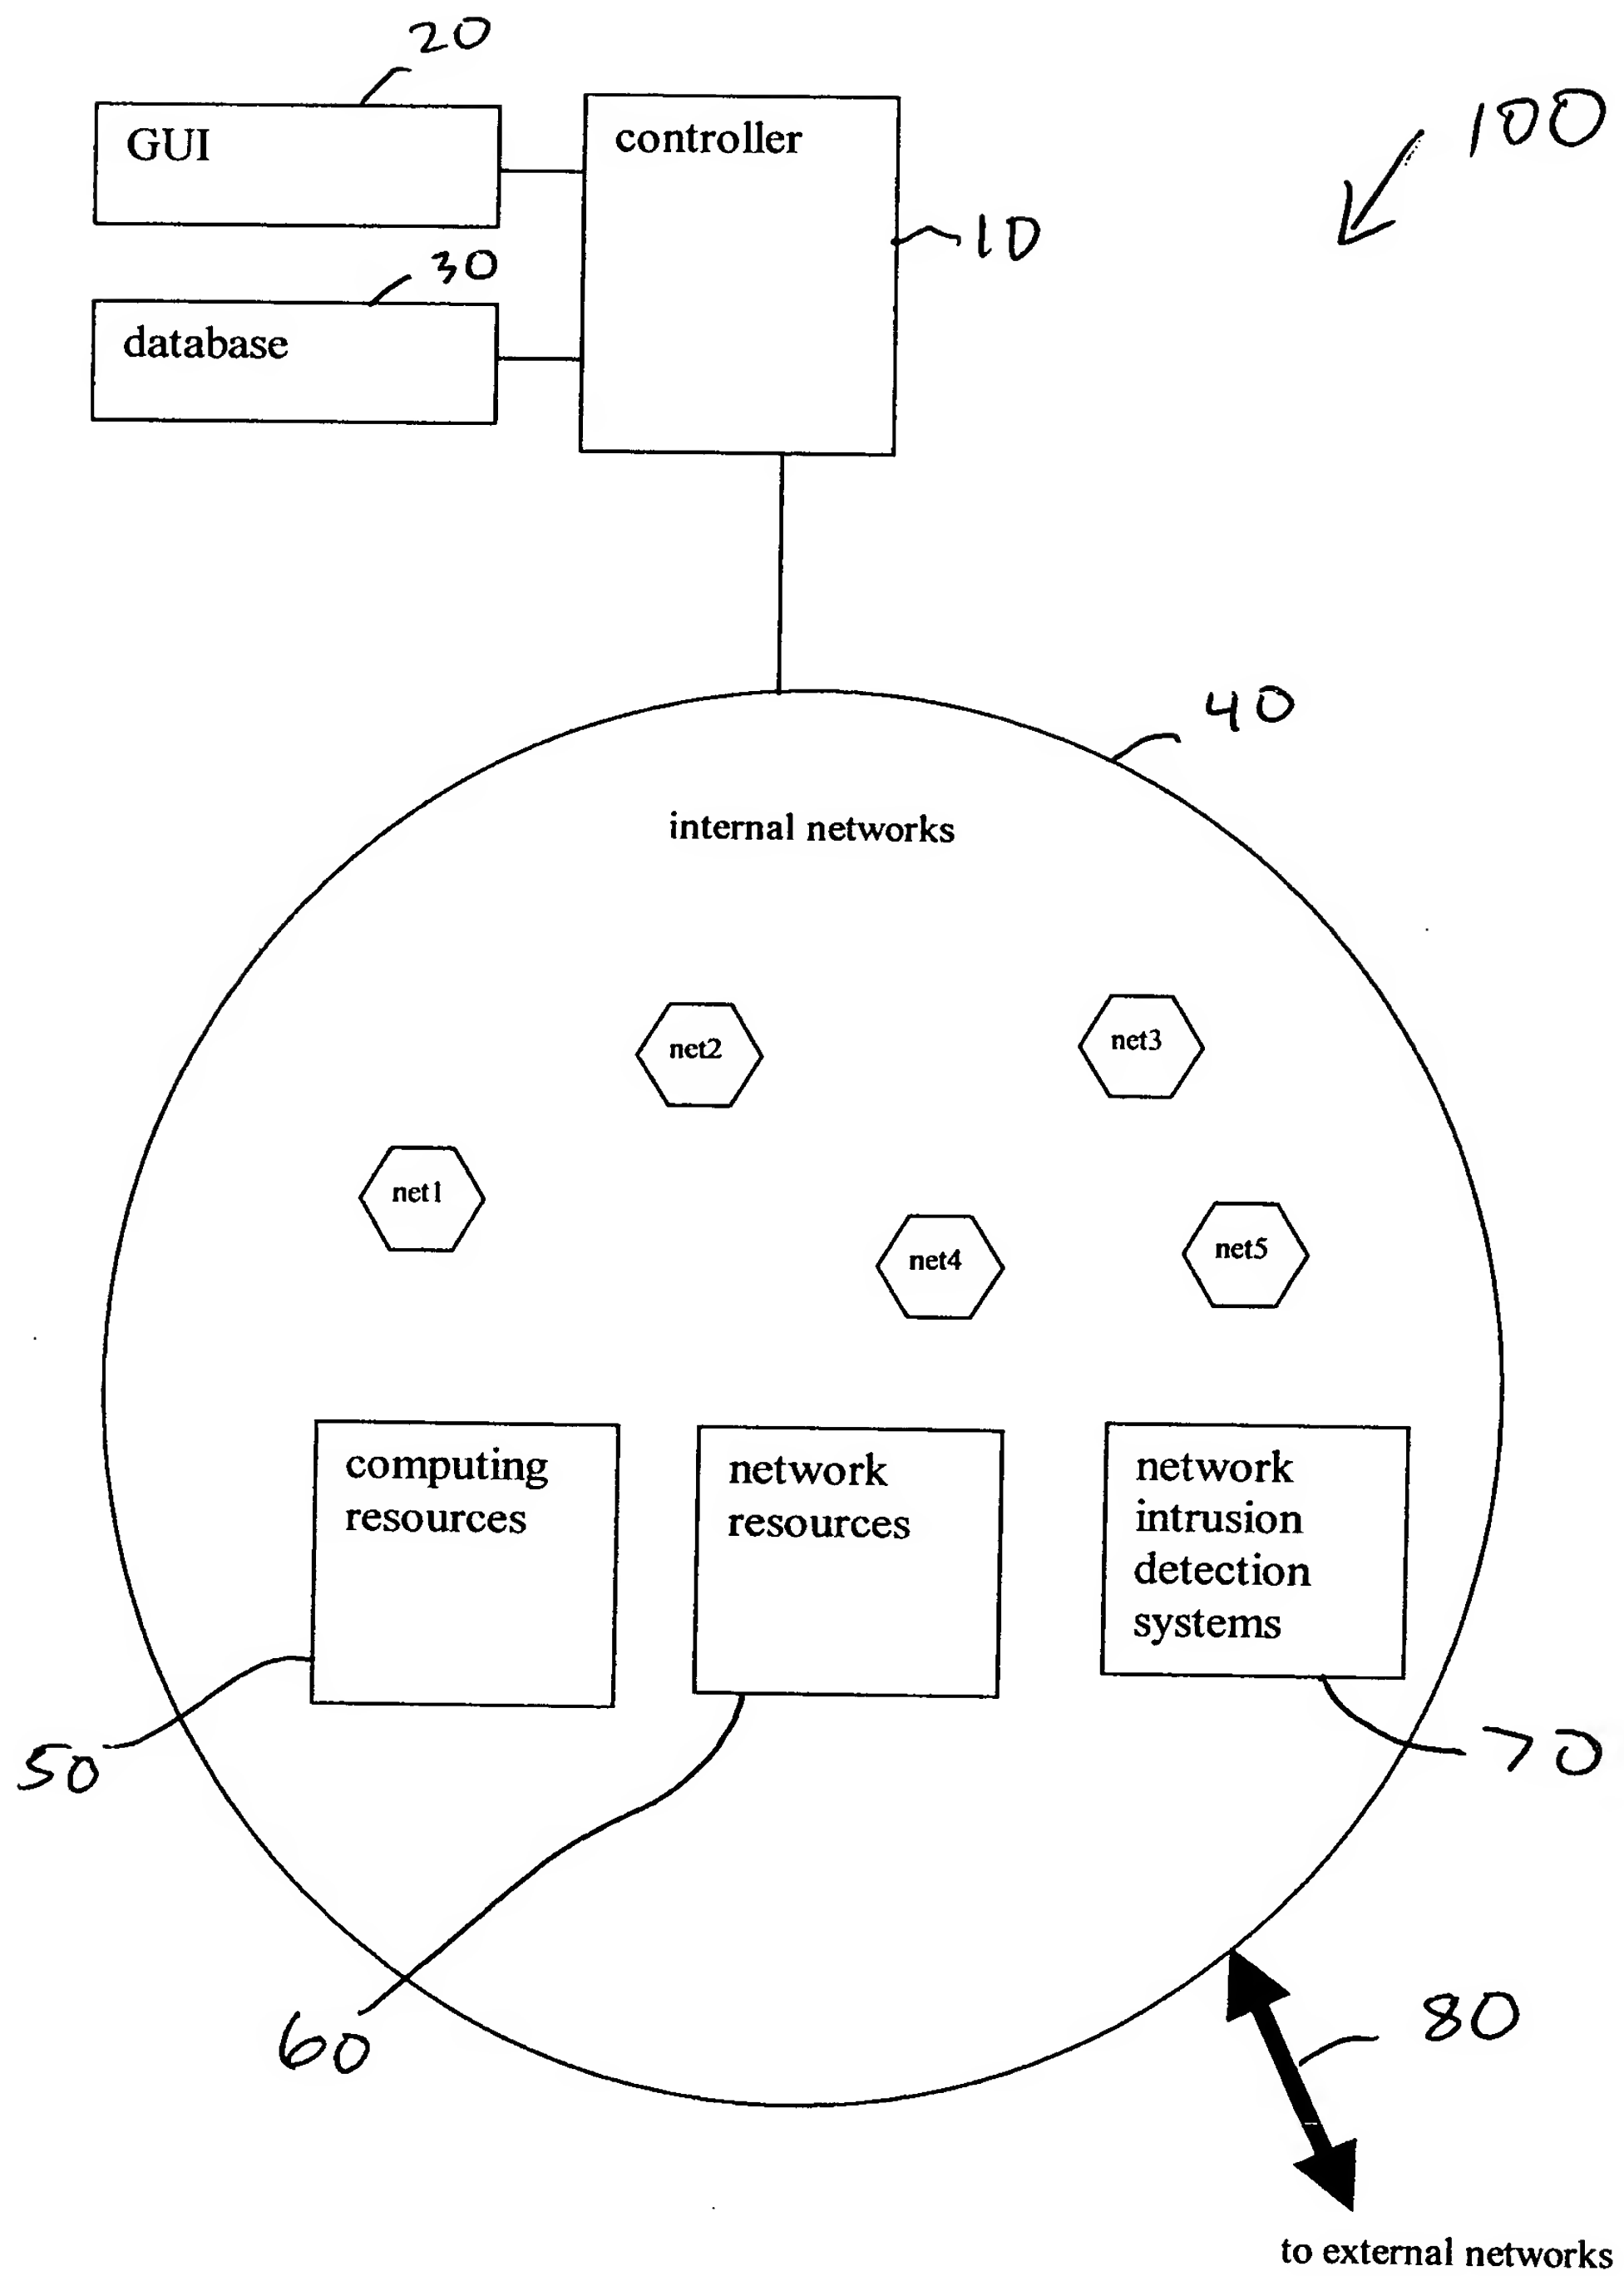 20
GUI
controller
100
10
30
database
40
internal networks
net2
net3
net1
net4
net5
computing
resources
network
resources
network
intrusion
detection
systems
50
70
60
80
to external networks